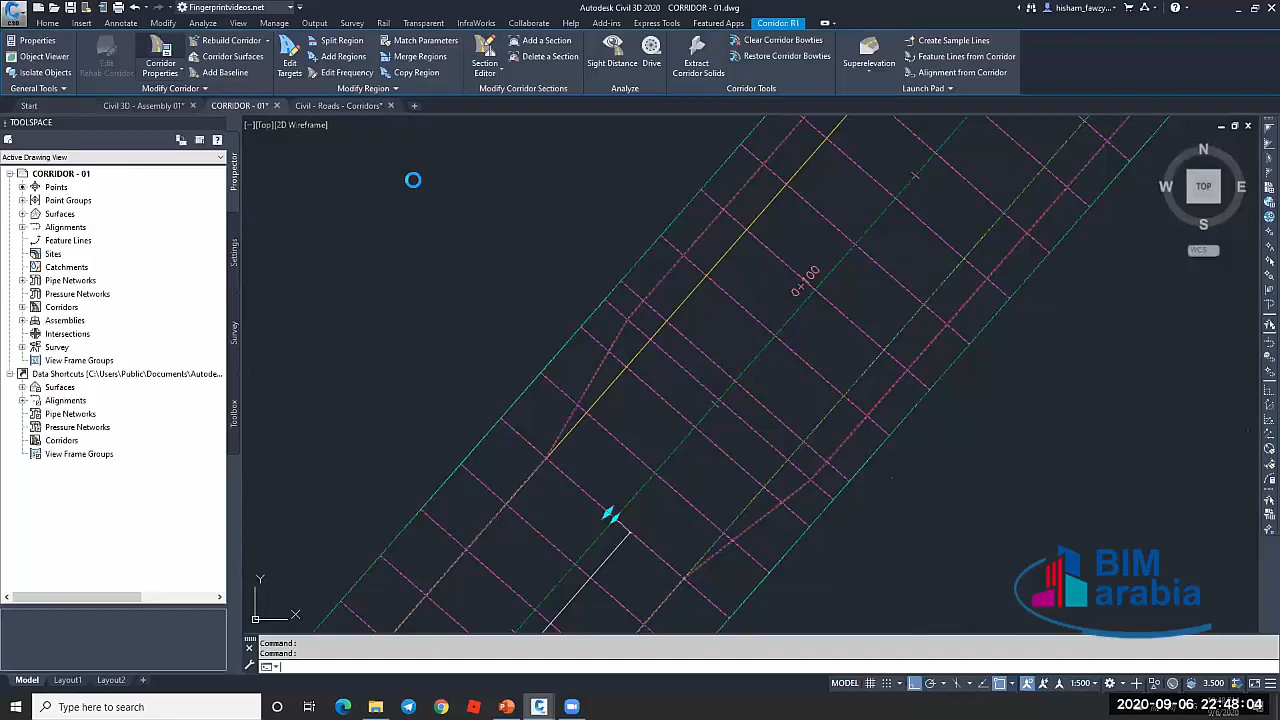 Fingerprintvideos.net
Autodesk Civil 3D 2020 CORRIDOR - 01.dwg
hisham_fawzy...
Home Insert Annotate Modify Analyze View Manage Output Survey Rail Transparent InfraWorks Collaborate Help Add-ins Express Tools Featured Apps Corridor: R1
Properties
Object Viewer
Isolate Objects
General Tools
Edit Rehab Corridor
Corridor Properties
Rebuild Corridor
Corridor Surfaces
Add Baseline
Modify Corridor
Edit Targets
Split Region
Add Regions
Edit Frequency
Match Parameters
Merge Regions
Copy Region
Modify Region
Section Editor
Add a Section
Delete a Section
Modify Corridor Sections
Sight Distance
Drive
Analyze
Extract Corridor Solids
Clear Corridor Bowties
Restore Corridor Bowties
Corridor Tools
Superelevation
Create Sample Lines
Feature Lines from Corridor
Alignment from Corridor
Launch Pad
Start
Civil 3D - Assembly 01*
CORRIDOR - 01*
Civil - Roads - Corridors*
TOOLSPACE
Active Drawing View
CORRIDOR - 01
Points
Point Groups
Surfaces
Alignments
Feature Lines
Sites
Catchments
Pipe Networks
Pressure Networks
Corridors
Assemblies
Intersections
Survey
View Frame Groups
Data Shortcuts [C:\Users\Public\Documents\Autode...
Surfaces
Alignments
Pipe Networks
Pressure Networks
Corridors
View Frame Groups
Prospector
Settings
Survey
Toolbox
[−][Top][2D Wireframe]
0+100
N
W
TOP
E
S
WCS
Y
X
BIM
arabia
Command:
Command:
Model
Layout1
Layout2
MODEL
1:500
3.500
Type here to search
2020-09-06 22:48:04